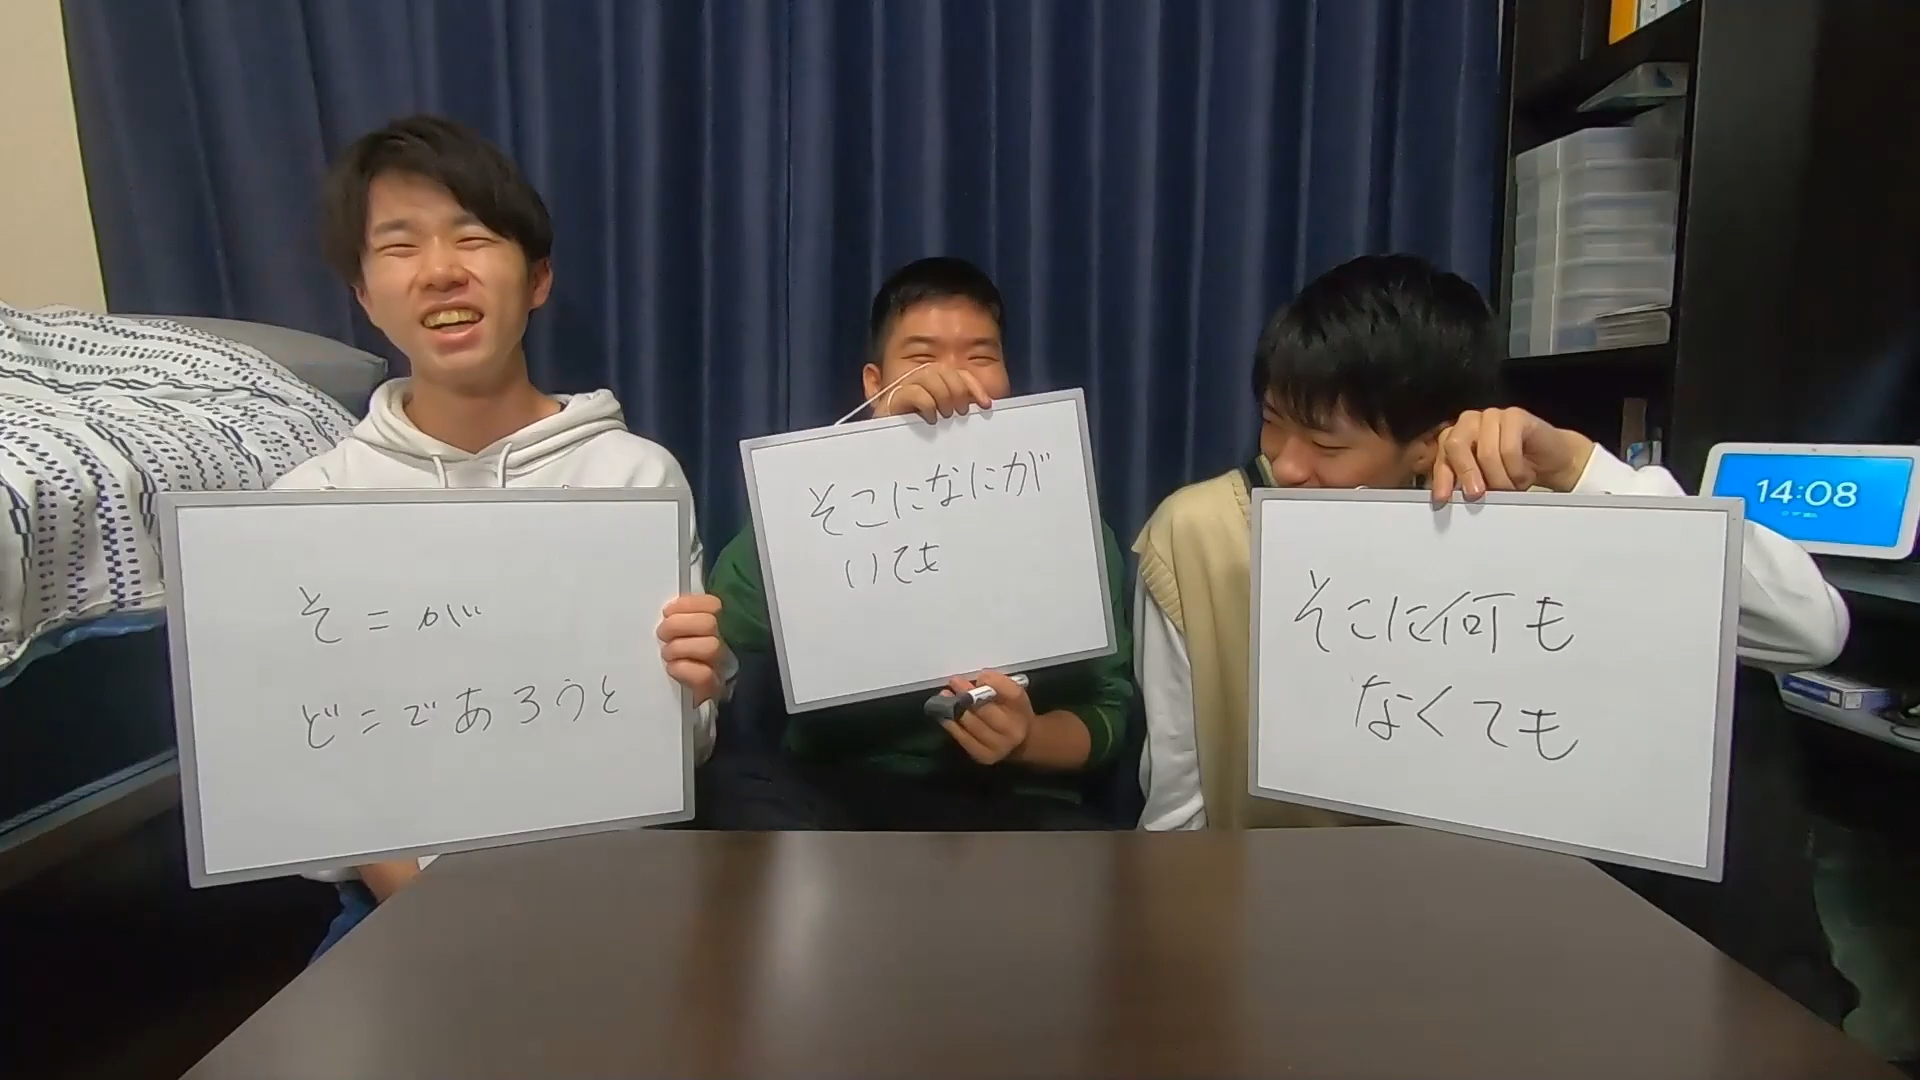 そこが
どこであろうと
そこになにが
いても
そこに何も
なくても
14:08